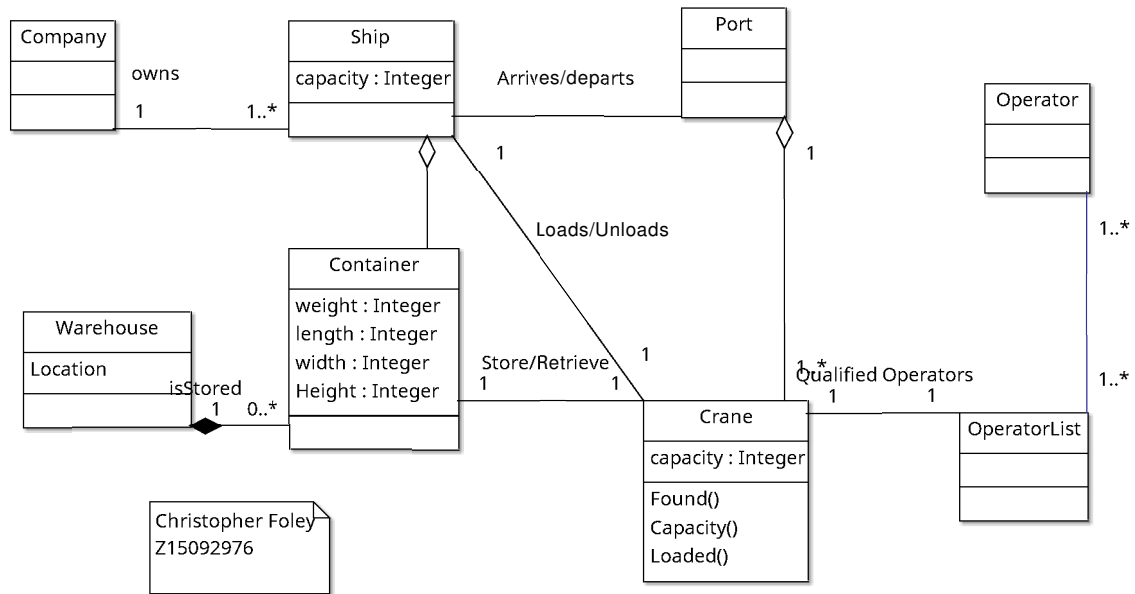 Company
owns
1
1..*
Ship
capacity : Integer
Arrives/departs
Port
Operator
1
1
Loads/Unloads
1..*
Container
weight : Integer
length : Integer
width : Integer
Height : Integer
Warehouse
Location
isStored
1
0..*
Store/Retrieve
1
1
1
1..*
Qualified Operators
1
1
1..*
Crane
capacity : Integer
Found()
Capacity()
Loaded()
OperatorList
Christopher Foley
Z15092976